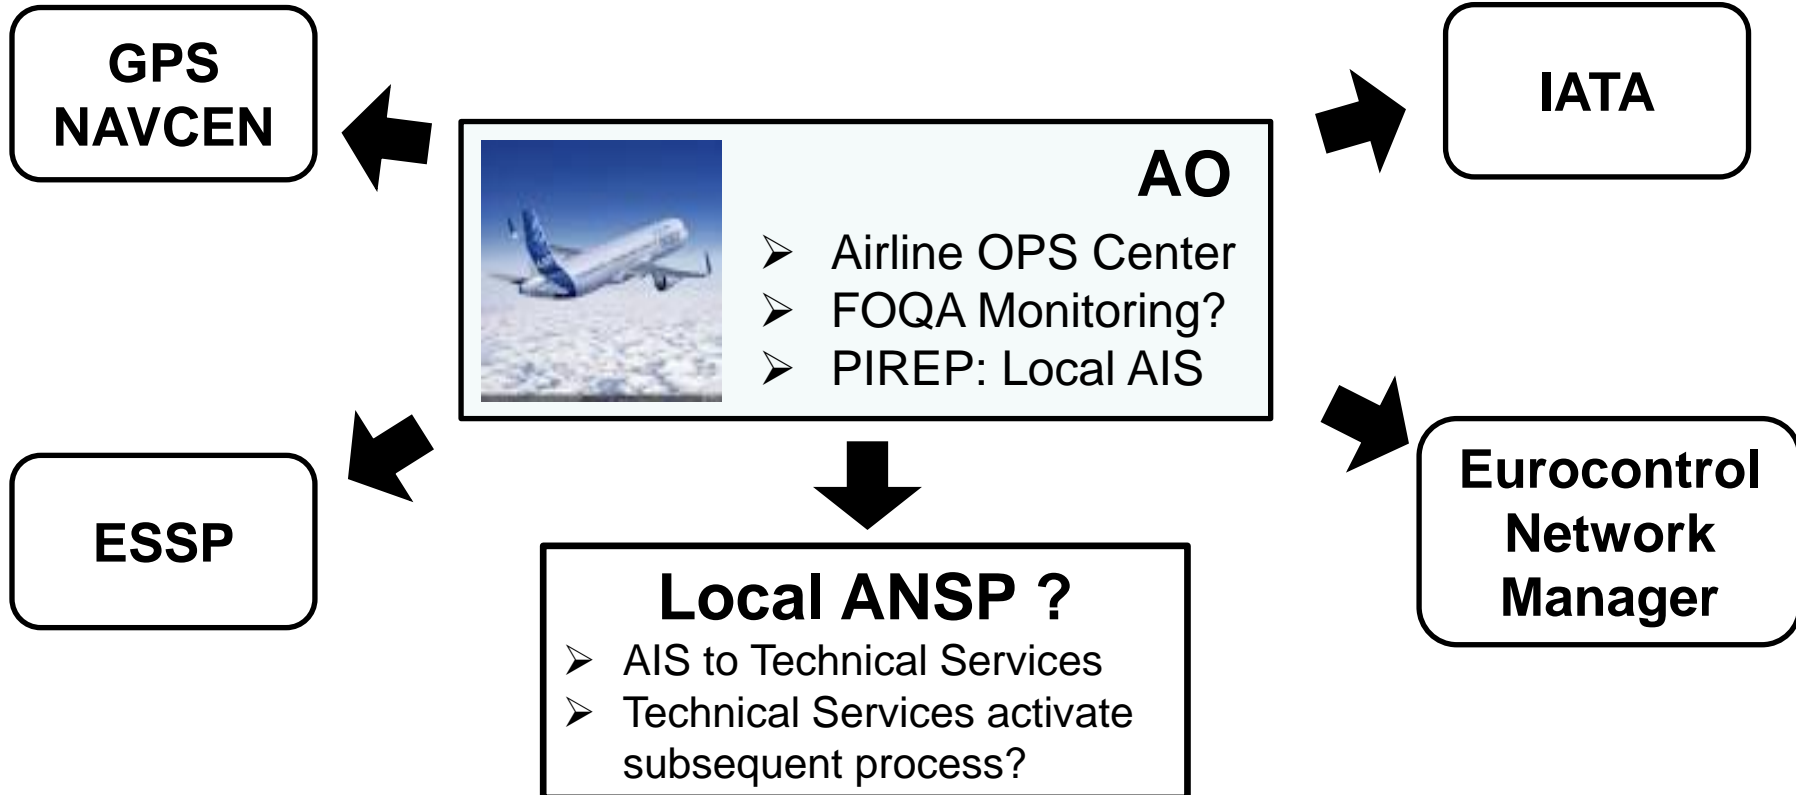 GPS
NAVCEN
IATA
AO
➢ Airline OPS Center
➢ FOQA Monitoring?
➢ PIREP: Local AIS
ESSP
Eurocontrol
Network
Manager
Local ANSP ?
➢ AIS to Technical Services
➢ Technical Services activate
subsequent process?